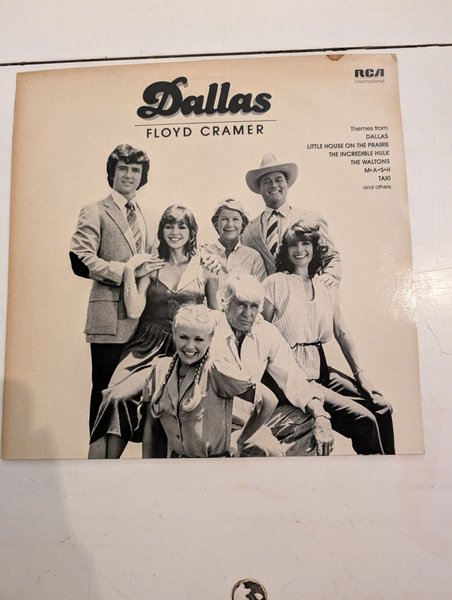 Dallas
FLOYD CRAMER
RCA
International
Themes from
DALLAS
LITTLE HOUSE ON THE PRAIRIE
THE INCREDIBLE HULK
THE WALTONS
M•A•S•H
TAXI
and others